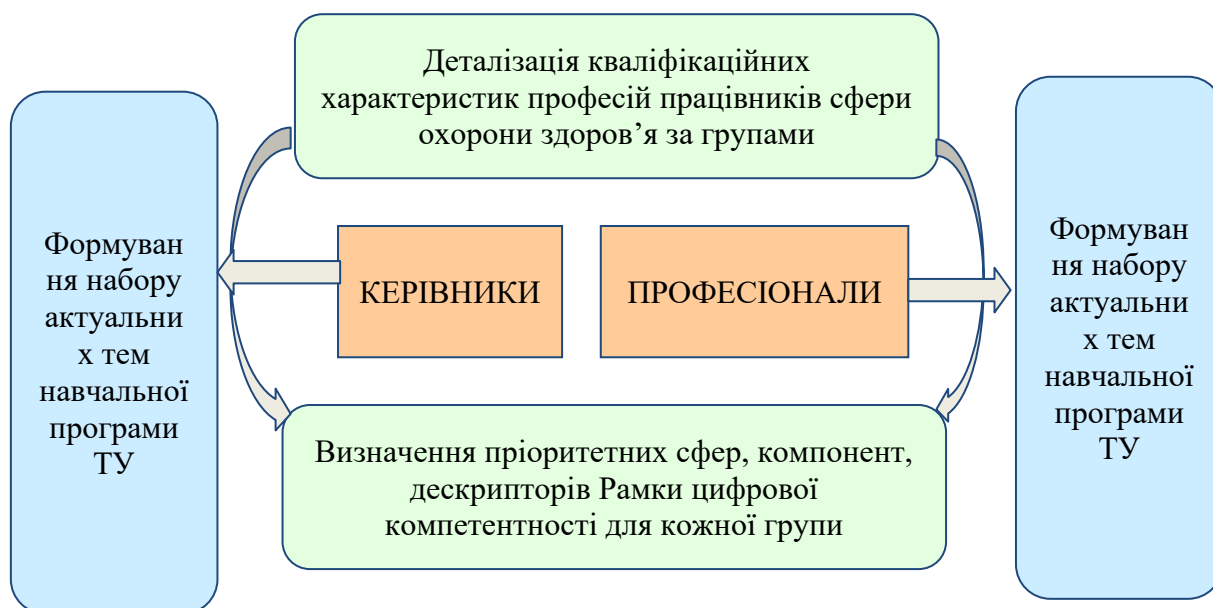 Деталізація кваліфікаційних
характеристик професій працівників сфери
охорони здоров’я за групами
Формуван
ня набору
актуальни
х тем
навчальної
програми
ТУ
КЕРІВНИКИ
ПРОФЕСІОНАЛИ
Формуван
ня набору
актуальни
х тем
навчальної
програми
ТУ
Визначення пріоритетних сфер, компонент,
дескрипторів Рамки цифрової
компетентності для кожної групи